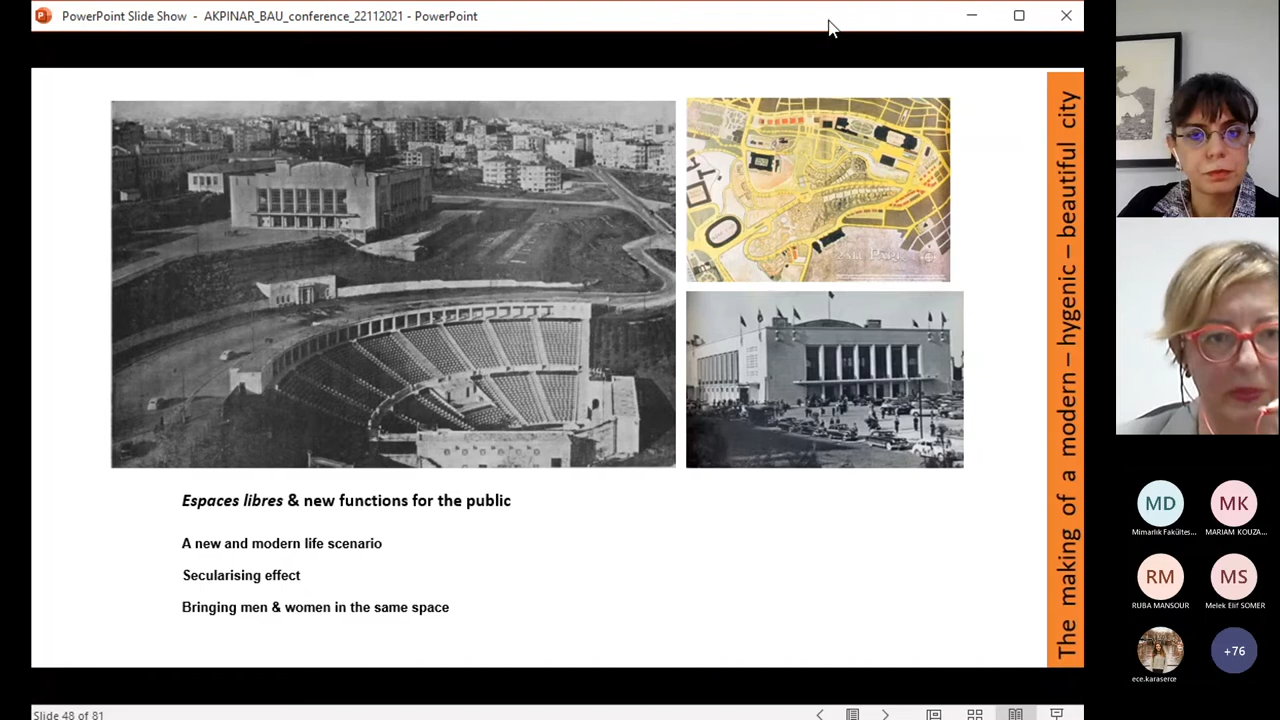 PowerPoint Slide Show - AKPINAR_BAU_conference_22112021 - PowerPoint
The making of a modern – hygenic – beautiful city
Espaces libres & new functions for the public
A new and modern life scenario
Secularising effect
Bringing men & women in the same space
MD
Mimarlık Fakültes...
MK
MARIAM KOUZA...
RM
RUBA MANSOUR
MS
Melek Elif SOMER
ece.karaserce
+76
Slide 48 of 81